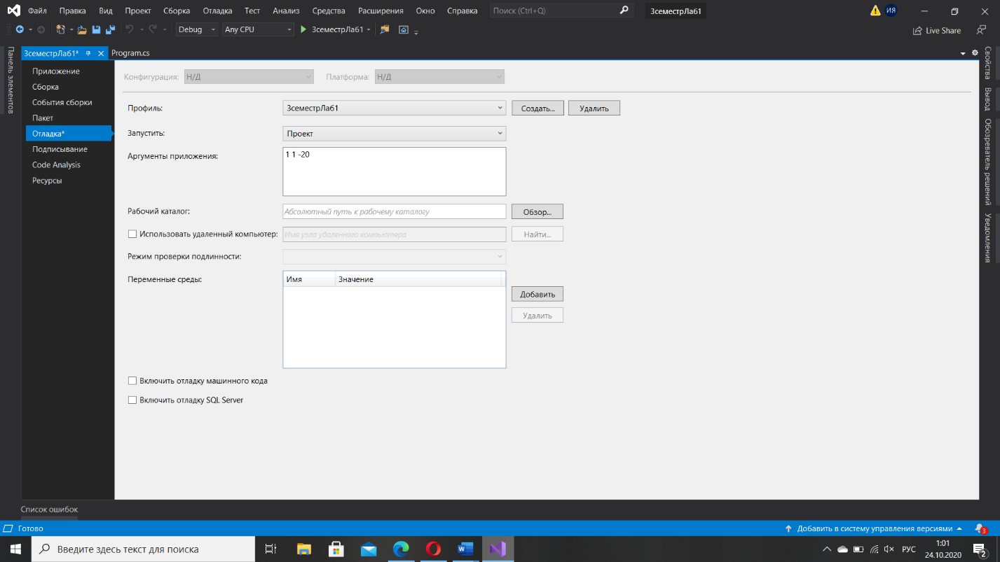 Файл Правка Вид Проект Сборка Отладка Тест Анализ Средства Расширения Окно Справка Поиск (Ctrl+Q) 3семестрЛаб1 ИЯ
Debug Any CPU 3семестрЛаб1 Live Share
Панель элементов
3семестрЛаб1* Program.cs
Приложение
Сборка
События сборки
Пакет
Отладка*
Подписывание
Code Analysis
Ресурсы
Конфигурация: Н/Д Платформа: Н/Д
Профиль: 3семестрЛаб1 Создать... Удалить
Запустить: Проект
Аргументы приложения: 1 1 -20
Рабочий каталог: Абсолютный путь к рабочему каталогу Обзор...
Использовать удаленный компьютер: Имя узла удаленного компьютера Найти...
Режим проверки подлинности:
Переменные среды: Имя Значение
Добавить
Удалить
Включить отладку машинного кода
Включить отладку SQL Server
Свойства
Вывод
Обозреватель решений
Уведомления
Список ошибок
Готово Добавить в систему управления версиями 3
Введите здесь текст для поиска РУС 1:01
24.10.2020 2